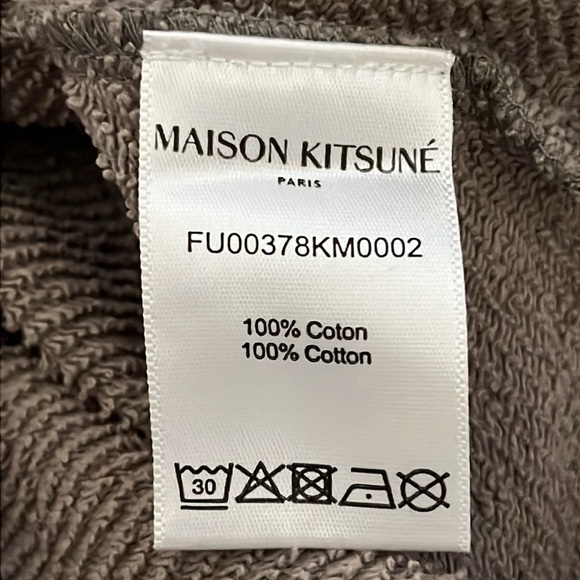 MAISON KITSUNÉ
PARIS
FU00378KM0002
100% Coton
100% Cotton
30